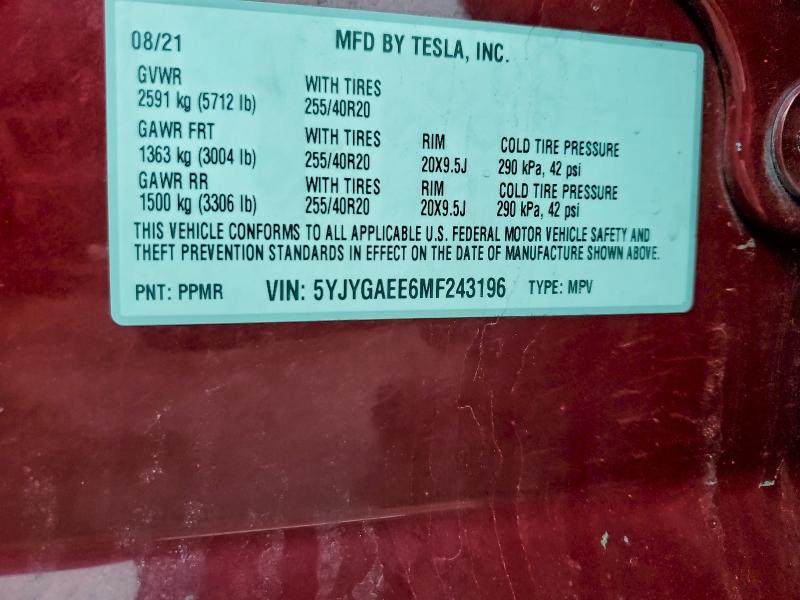 08/21 MFD BY TESLA, INC.
GVWR WITH TIRES
2591 kg (5712 lb) 255/40R20
GAWR FRT WITH TIRES RIM COLD TIRE PRESSURE
1363 kg (3004 lb) 255/40R20 20X9.5J 290 kPa, 42 psi
GAWR RR WITH TIRES RIM COLD TIRE PRESSURE
1500 kg (3306 lb) 255/40R20 20X9.5J 290 kPa, 42 psi
THIS VEHICLE CONFORMS TO ALL APPLICABLE U.S. FEDERAL MOTOR VEHICLE SAFETY AND
THEFT PREVENTION STANDARDS IN EFFECT ON THE DATE OF MANUFACTURE SHOWN ABOVE.
PNT: PPMR VIN: 5YJYGAEE6MF243196 TYPE: MPV